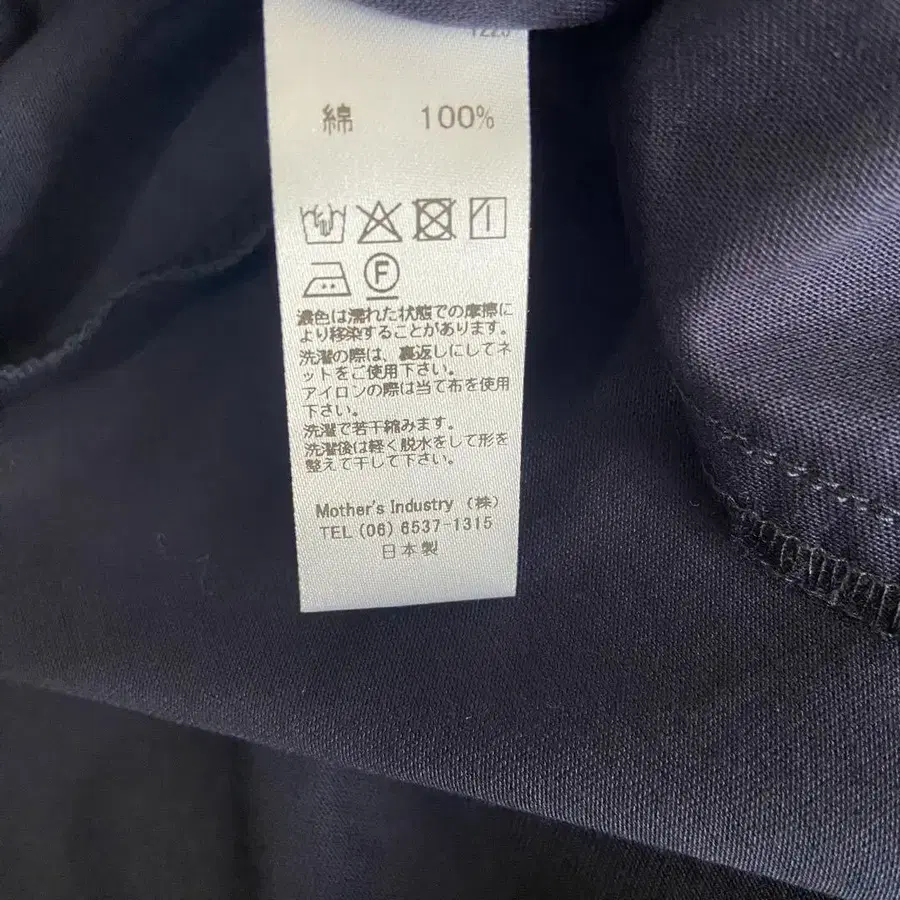 綿 100%
F
濃色は濡れた状態での摩擦に
より移染することがあります。
洗濯の際は、裏返しにしてネ
ットをご使用下さい。
アイロンの際は当て布を使用
下さい。
洗濯で若干縮みます。
洗濯後は軽く脱水をして形を
整えて干して下さい。
Mother's Industry (株)
TEL (06) 6537-1315
日本製